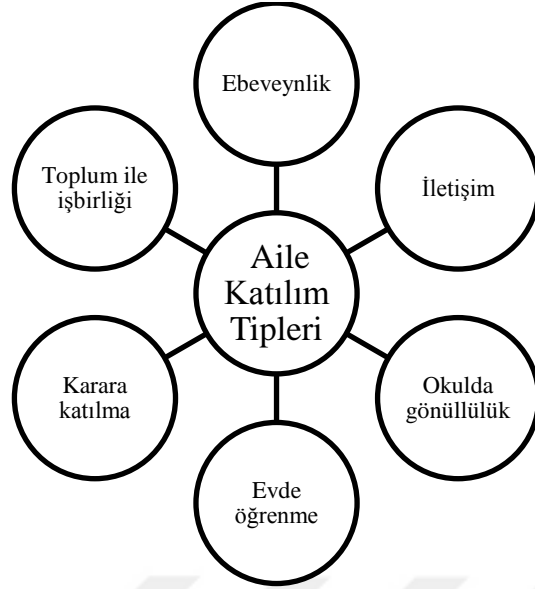 Ebeveynlik
Toplum ile
işbirliği
İletişim
Aile
Katılım
Tipleri
Karara
katılma
Okulda
gönüllülük
Evde
öğrenme